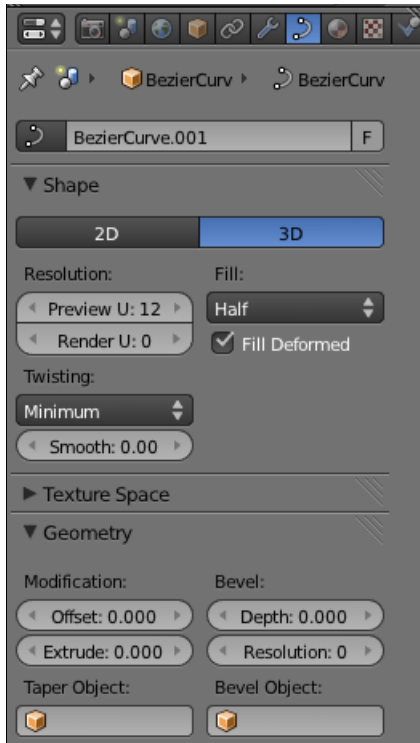 BezierCurv BezierCurv
BezierCurve.001 F
Shape
2D 3D
Resolution: Fill:
Preview U: 12 Half
Render U: 0 Fill Deformed
Twisting:
Minimum
Smooth: 0.00
Texture Space
Geometry
Modification: Bevel:
Offset: 0.000 Depth: 0.000
Extrude: 0.000 Resolution: 0
Taper Object: Bevel Object: